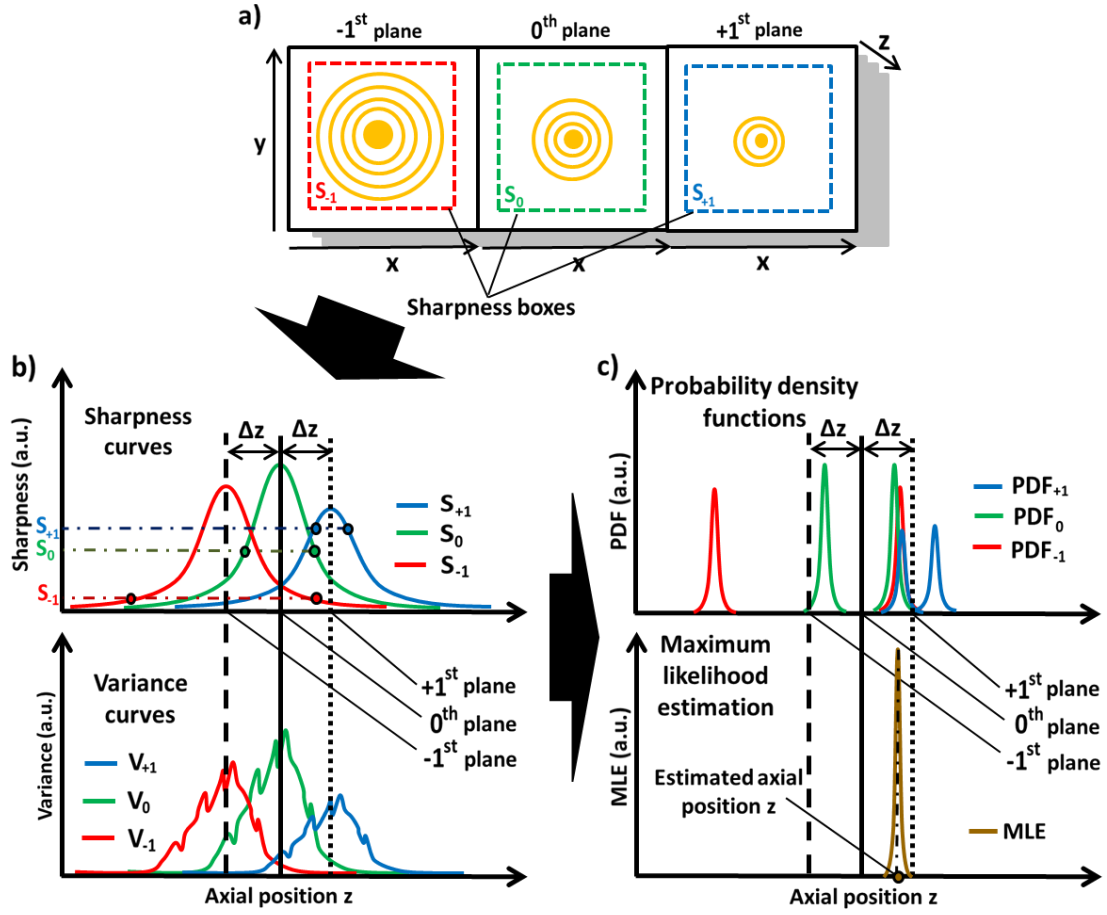 a)
-1st plane
0th plane
+1st plane
z
y
S-1
S0
S+1
x
x
x
Sharpness boxes
b)
Sharpness curves
Δz
Δz
Sharpness (a.u.)
S+1
S0
S-1
S+1
S0
S-1
Variance curves
Variance (a.u.)
V+1
V0
V-1
+1st plane
0th plane
-1st plane
Axial position z
c)
Probability density
functions
Δz
Δz
PDF (a.u.)
PDF+1
PDF0
PDF-1
Maximum
likelihood
estimation
MLE (a.u.)
+1st plane
0th plane
-1st plane
Estimated axial
position z
MLE
Axial position z